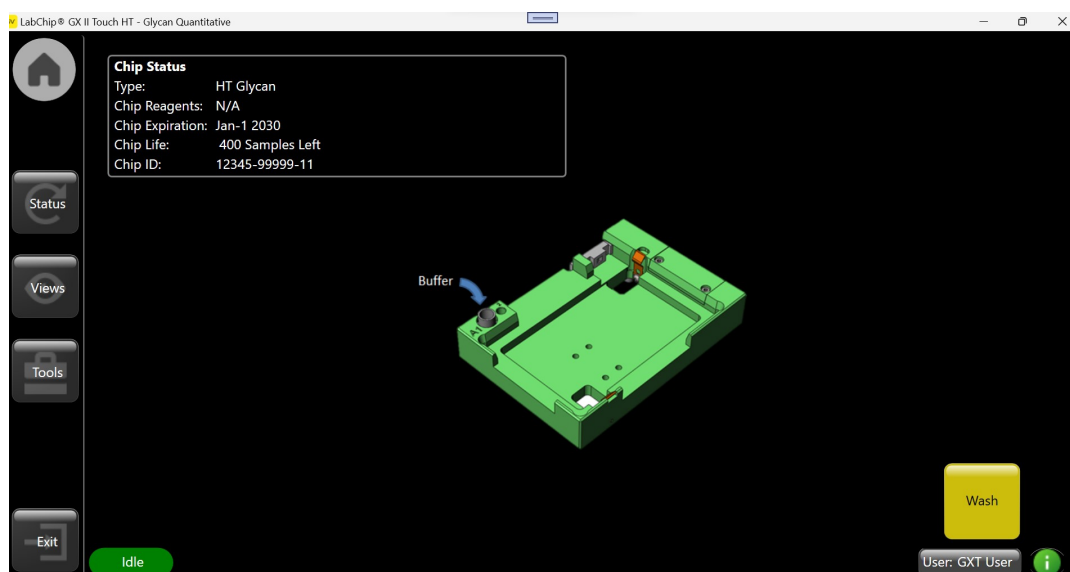 LabChip® GX II Touch HT - Glycan Quantitative
Chip Status
Type: HT Glycan
Chip Reagents: N/A
Chip Expiration: Jan-1 2030
Chip Life: 400 Samples Left
Chip ID: 12345-99999-11
Status
Buffer
Views
A1
Tools
Wash
Exit
Idle
User: GXT User
i